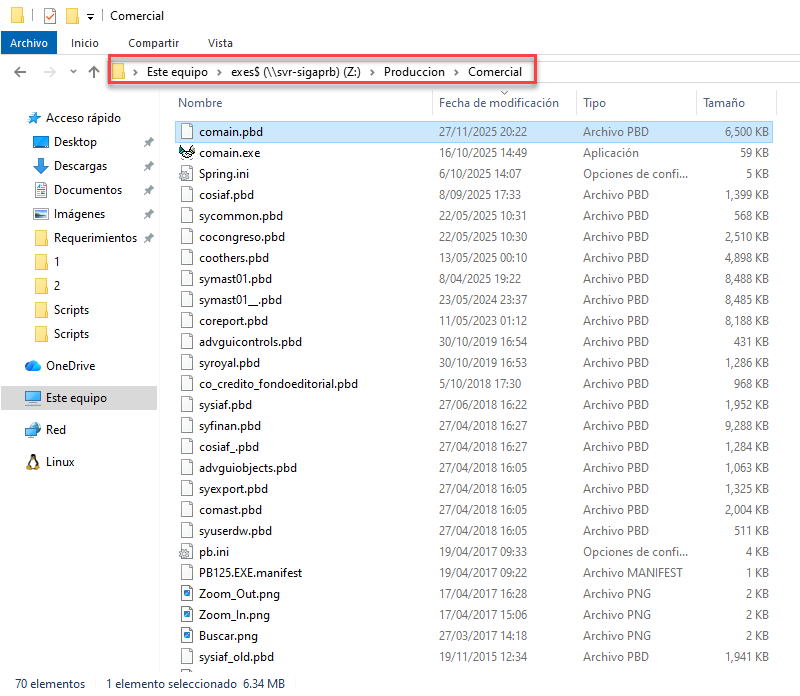 Comercial
Archivo Inicio Compartir Vista
Este equipo exes$ (\\svr-sigaprb) (Z:) Produccion Comercial
Nombre Fecha de modificación Tipo Tamaño
Acceso rápido
Desktop
Descargas
Documentos
Imágenes
Requerimientos
1
2
Scripts
Scripts
OneDrive
Este equipo
Red
Linux
comain.pbd 27/11/2025 20:22 Archivo PBD 6,500 KB
comain.exe 16/10/2025 14:49 Aplicación 59 KB
Spring.ini 6/10/2025 14:07 Opciones de confi... 5 KB
cosiaf.pbd 8/09/2025 17:33 Archivo PBD 1,399 KB
sycommon.pbd 22/05/2025 10:31 Archivo PBD 568 KB
cocongreso.pbd 22/05/2025 10:30 Archivo PBD 2,510 KB
coothers.pbd 13/05/2025 00:10 Archivo PBD 4,898 KB
symast01.pbd 8/04/2025 19:22 Archivo PBD 8,488 KB
symast01__.pbd 23/05/2024 23:37 Archivo PBD 8,485 KB
coreport.pbd 11/05/2023 01:12 Archivo PBD 8,188 KB
advguicontrols.pbd 30/10/2019 16:54 Archivo PBD 431 KB
syroyal.pbd 30/10/2019 16:53 Archivo PBD 1,286 KB
co_credito_fondoeditorial.pbd 5/10/2018 17:30 Archivo PBD 968 KB
sysiaf.pbd 27/06/2018 16:22 Archivo PBD 1,952 KB
syfinan.pbd 27/04/2018 16:27 Archivo PBD 9,288 KB
cosiaf_.pbd 27/04/2018 16:27 Archivo PBD 1,284 KB
advguiobjects.pbd 27/04/2018 16:05 Archivo PBD 1,063 KB
syexport.pbd 27/04/2018 16:05 Archivo PBD 1,325 KB
comast.pbd 27/04/2018 16:05 Archivo PBD 2,004 KB
syuserdw.pbd 27/04/2018 16:05 Archivo PBD 511 KB
pb.ini 19/04/2017 09:33 Opciones de confi... 4 KB
PB125.EXE.manifest 19/04/2017 09:22 Archivo MANIFEST 1 KB
Zoom_Out.png 17/04/2017 16:28 Archivo PNG 2 KB
Zoom_In.png 17/04/2017 15:06 Archivo PNG 2 KB
Buscar.png 27/03/2017 14:18 Archivo PNG 2 KB
sysiaf_old.pbd 19/11/2015 12:34 Archivo PBD 1,941 KB
70 elementos 1 elemento seleccionado 6.34 MB